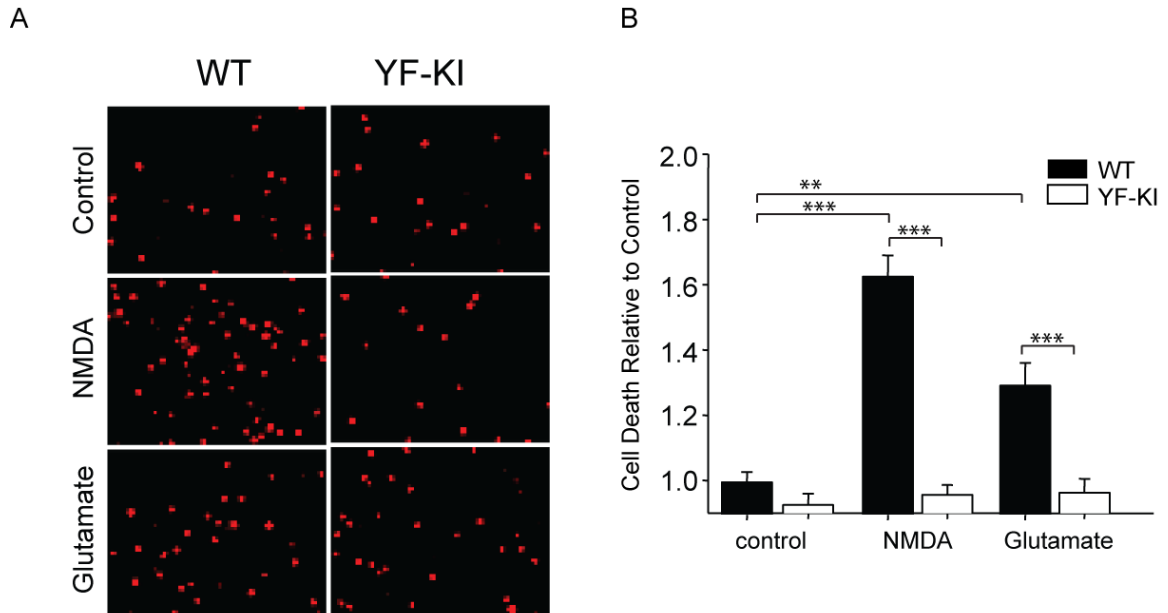 A
WT
YF-KI
Control
NMDA
Glutamate
B
Cell Death Relative to Control
2.0
1.8
1.6
1.4
1.2
1.0
WT
YF-KI
**
***
***
***
control
NMDA
Glutamate